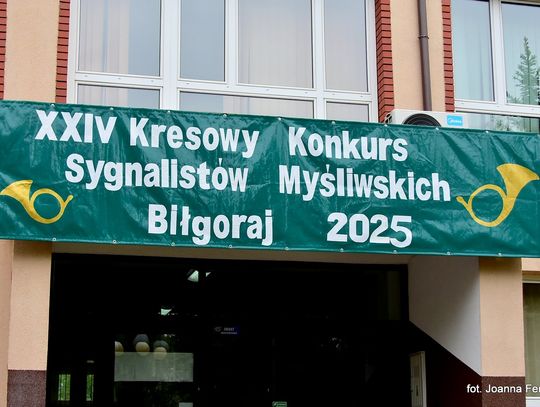 XXIV Kresowy Konkurs
Sygnalistów Myśliwskich
Biłgoraj 2025
fot. Joanna Fe